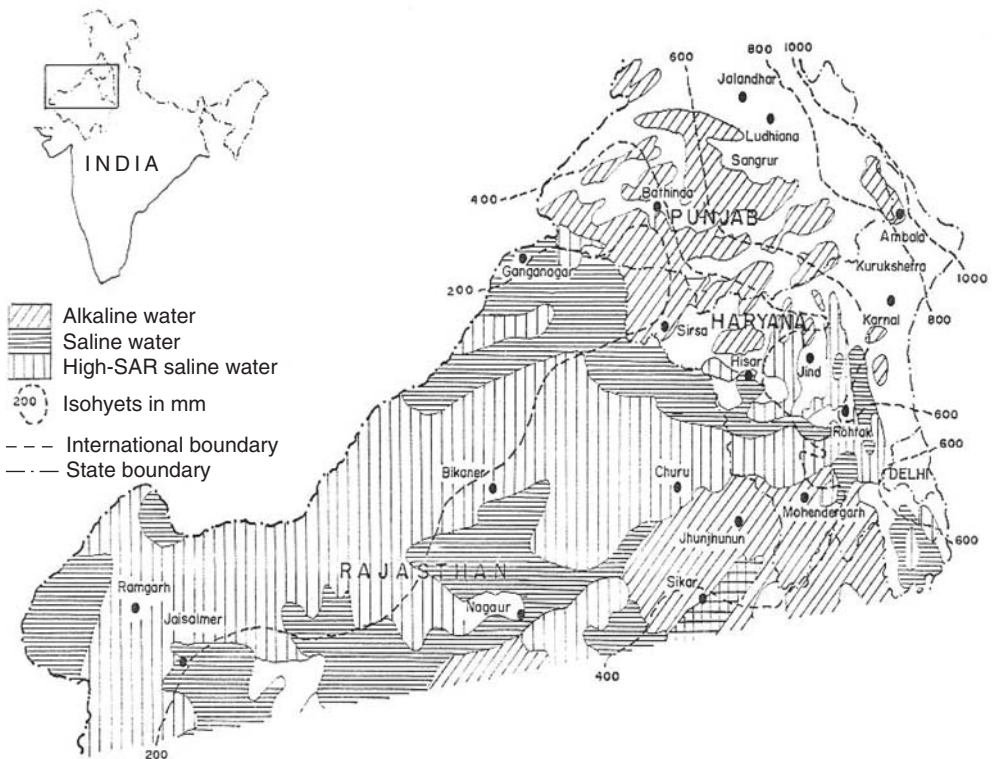 INDIA
Alkaline water
Saline water
High-SAR saline water
200 Isohyets in mm
International boundary
State boundary
600
800
1000
Jalandhar
Ludhiana
Sangrur
400
Bathinda
PUNJAB
Ambala
Ganganagar
Kurukshetra
1000
200
Sirsa
HARYANA
Karnal
800
Hisar
Jind
600
Rohtak
600
Bikaner
Churu
DELHI
Mohendergarh
Jhunjhunun
600
RAJASTHAN
Ramgarh
Sikar
Nagaur
Jaisalmer
400
200